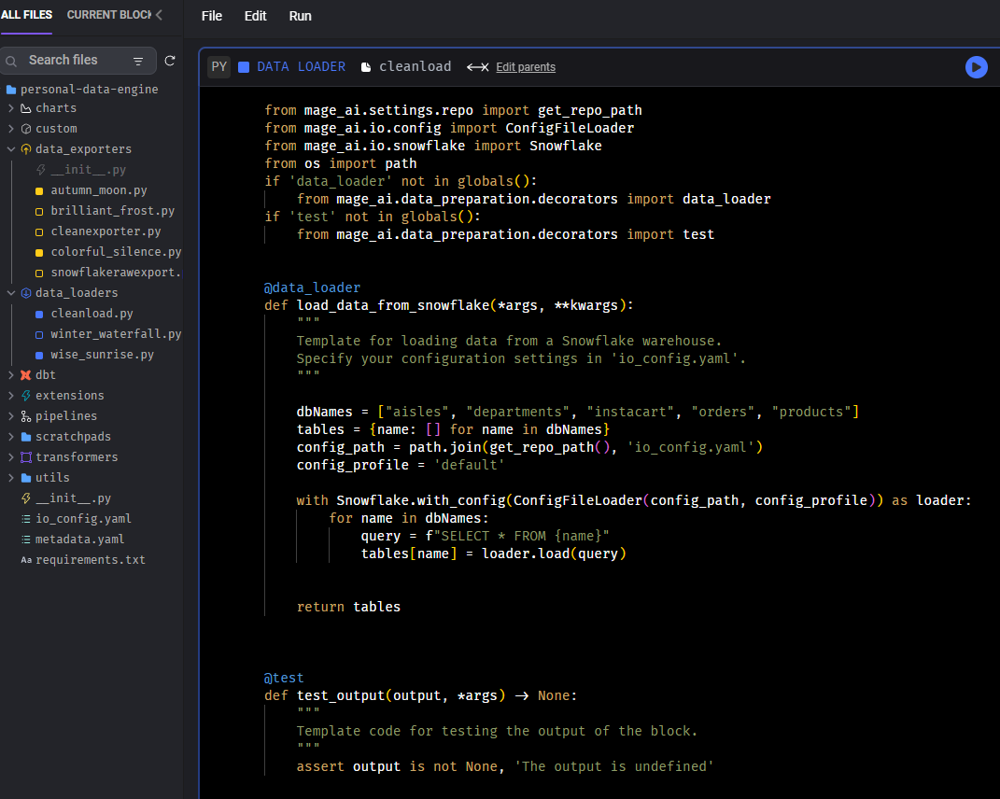 ALL FILES
CURRENT BLOCK
File
Edit
Run
Search files
personal-data-engine
charts
custom
data_exporters
__init__.py
autumn_moon.py
brilliant_frost.py
cleanexporter.py
colorful_silence.py
snowflakerawexport.
data_loaders
cleanload.py
winter_waterfall.py
wise_sunrise.py
dbt
extensions
pipelines
scratchpads
transformers
utils
__init__.py
io_config.yaml
metadata.yaml
Aa requirements.txt
PY DATA LOADER cleanload Edit parents
from mage_ai.settings.repo import get_repo_path
from mage_ai.io.config import ConfigFileLoader
from mage_ai.io.snowflake import Snowflake
from os import path
if 'data_loader' not in globals():
    from mage_ai.data_preparation.decorators import data_loader
if 'test' not in globals():
    from mage_ai.data_preparation.decorators import test
@data_loader
def load_data_from_snowflake(*args, **kwargs):
    """
    Template for loading data from a Snowflake warehouse.
    Specify your configuration settings in 'io_config.yaml'.
    """
    dbNames = ["aisles", "departments", "instacart", "orders", "products"]
    tables = {name: [] for name in dbNames}
    config_path = path.join(get_repo_path(), 'io_config.yaml')
    config_profile = 'default'
    with Snowflake.with_config(ConfigFileLoader(config_path, config_profile)) as loader:
        for name in dbNames:
            query = f"SELECT * FROM {name}"
            tables[name] = loader.load(query)
    return tables
@test
def test_output(output, *args) -> None:
    """
    Template code for testing the output of the block.
    """
    assert output is not None, 'The output is undefined'